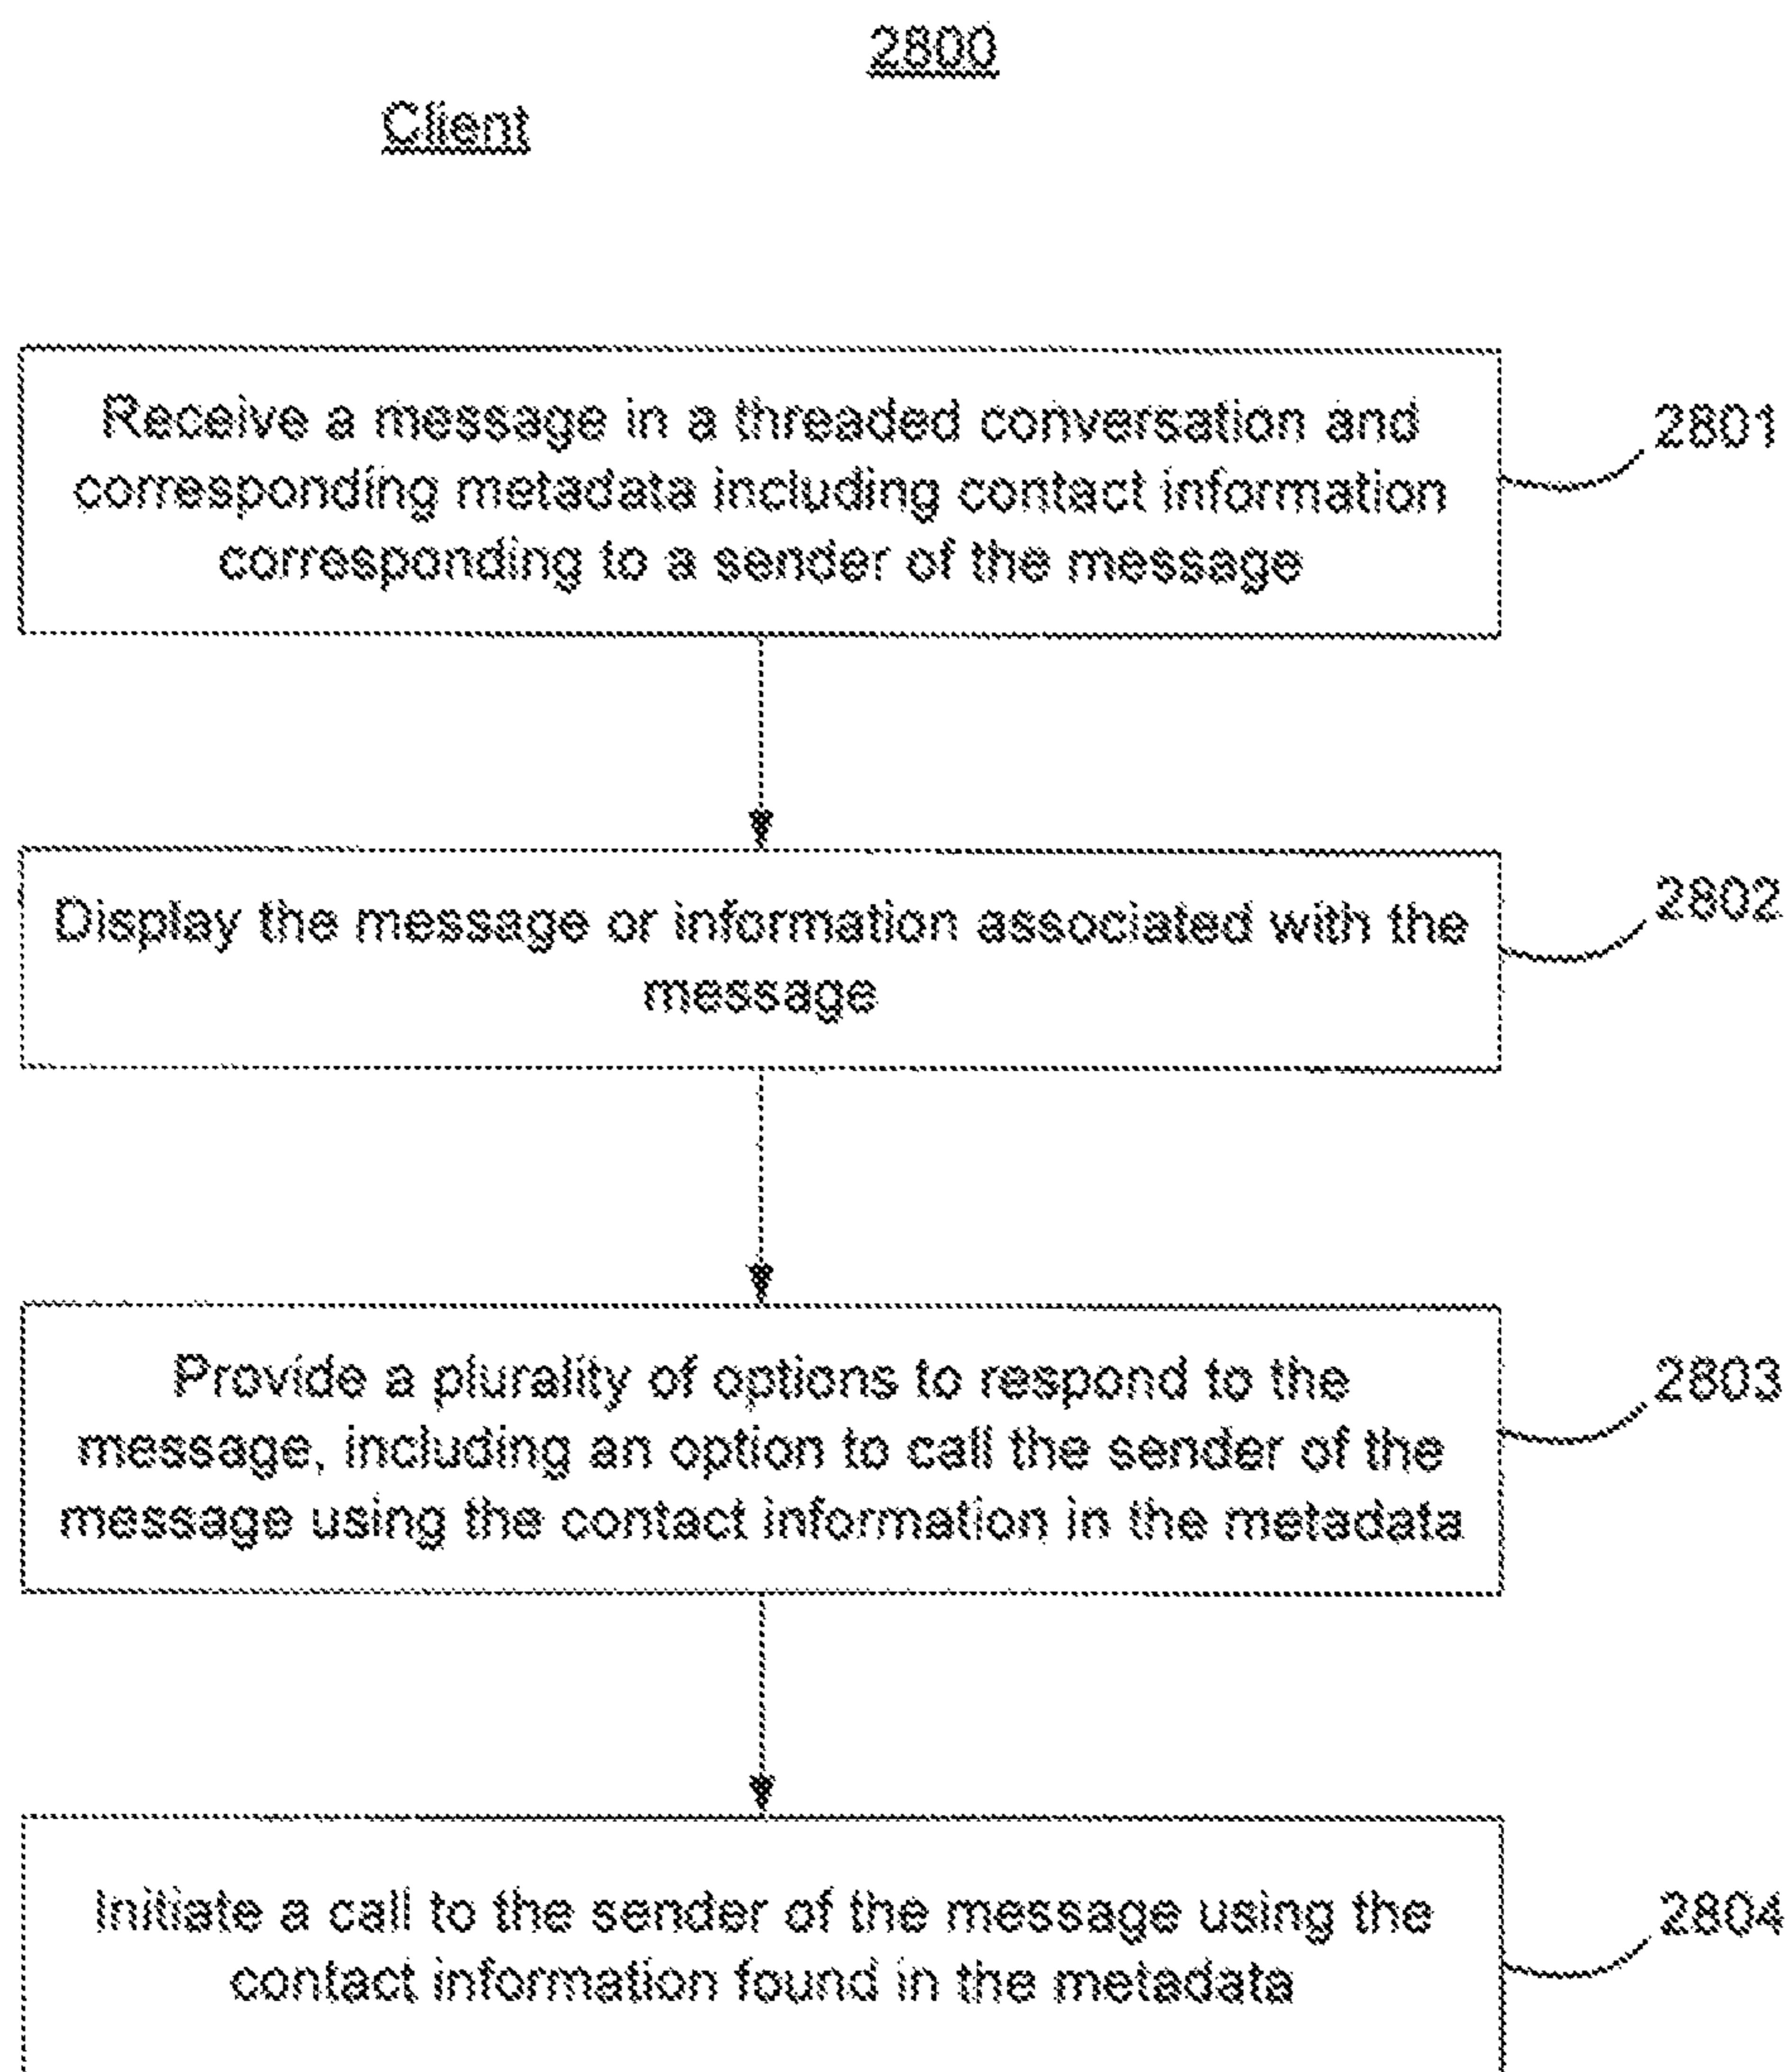 2800
Client
Receive a message in a threaded conversation and
corresponding metadata including contact information
corresponding to a sender of the message
2801
Display the message or information associated with the
message
2802
Provide a plurality of options to respond to the
message, including an option to call the sender of the
message using the contact information in the metadata
2803
Initiate a call to the sender of the message using the
contact information found in the metadata
2804